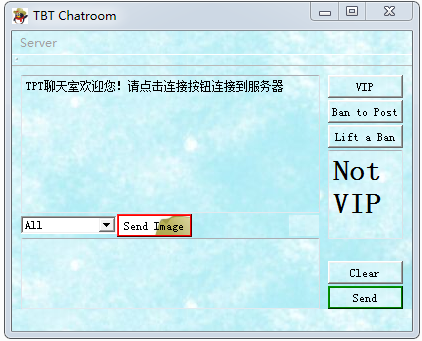 TBT Chatroom
Server
TPT聊天室欢迎您！请点击连接按钮连接到服务器
VIP
Ban to Post
Lift a Ban
Not
VIP
All
Send Image
Clear
Send